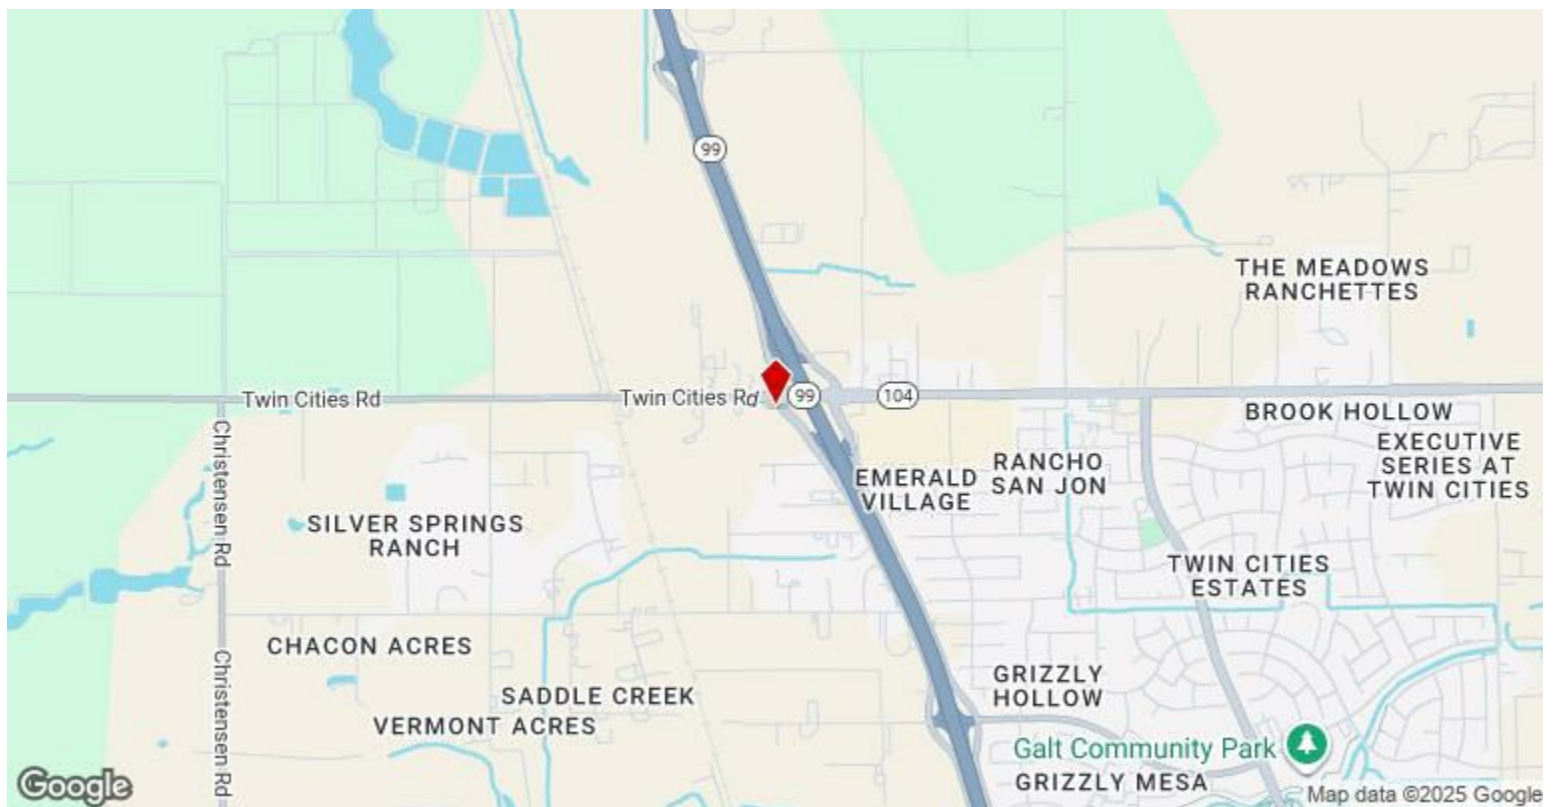 99
THE MEADOWS
RANCHETTES
Twin Cities Rd
Twin Cities Rd
99
104
BROOK HOLLOW
EXECUTIVE
SERIES AT
TWIN CITIES
Christensen Rd
RANCHO
SAN JON
EMERALD
VILLAGE
SILVER SPRINGS
RANCH
TWIN CITIES
ESTATES
CHACON ACRES
Christensen Rd
GRIZZLY
HOLLOW
SADDLE CREEK
VERMONT ACRES
Galt Community Park
GRIZZLY MESA
Google
Map data ©2025 Google